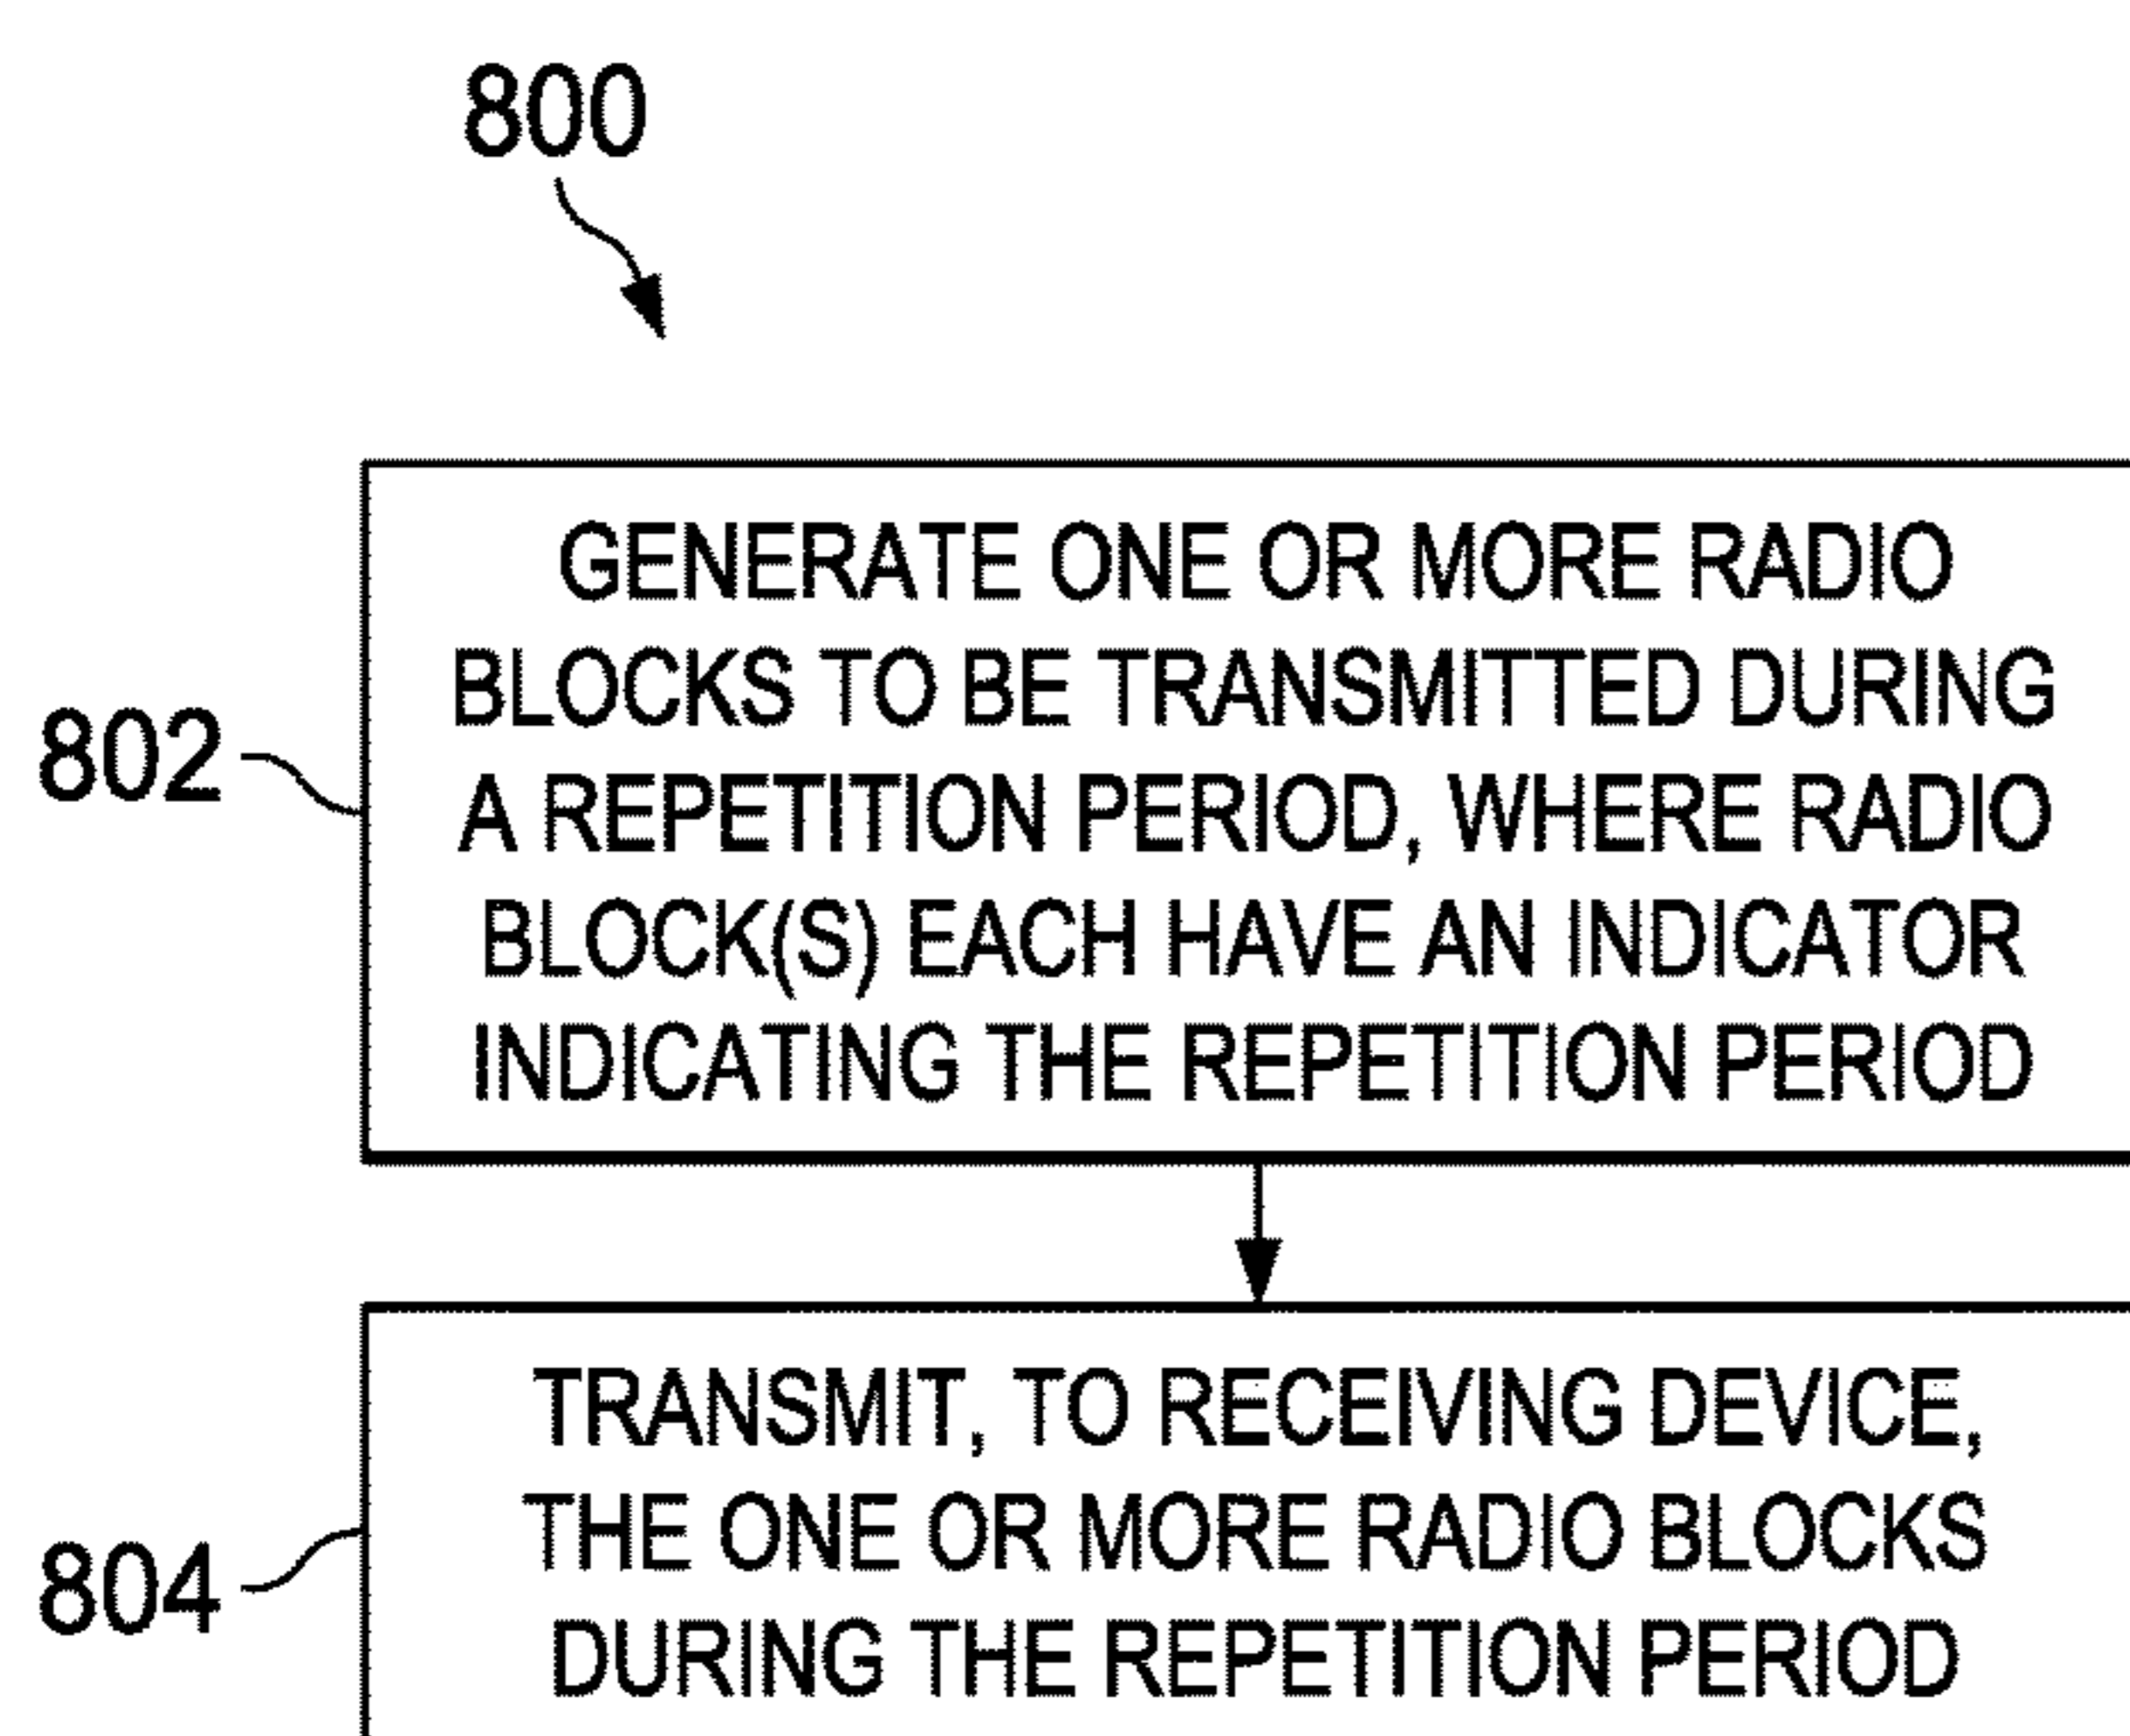 800
GENERATE ONE OR MORE RADIO
BLOCKS TO BE TRANSMITTED DURING
802
A REPETITION PERIOD, WHERE RADIO
BLOCK(S) EACH HAVE AN INDICATOR
INDICATING THE REPETITION PERIOD
TRANSMIT, TO RECEIVING DEVICE,
THE ONE OR MORE RADIO BLOCKS
804
DURING THE REPETITION PERIOD